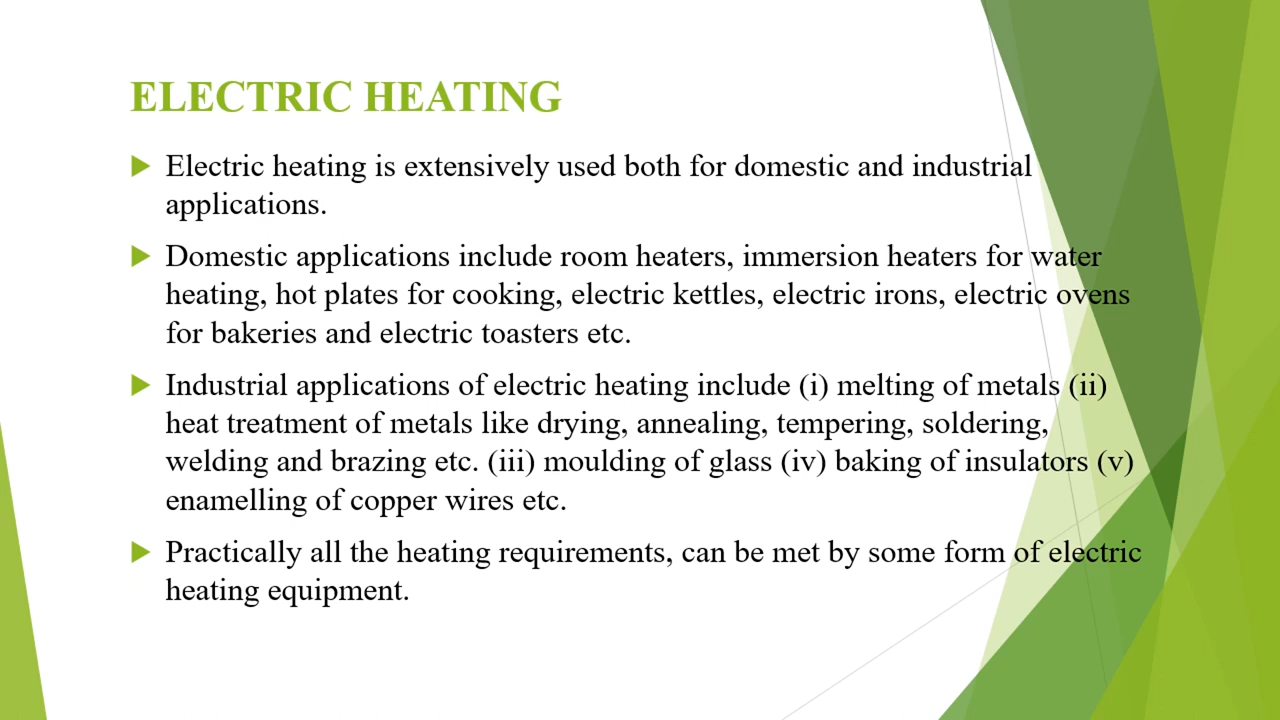 ELECTRIC HEATING
Electric heating is extensively used both for domestic and industrial
applications.
Domestic applications include room heaters, immersion heaters for water
heating, hot plates for cooking, electric kettles, electric irons, electric ovens
for bakeries and electric toasters etc.
Industrial applications of electric heating include (i) melting of metals (ii)
heat treatment of metals like drying, annealing, tempering, soldering,
welding and brazing etc. (iii) moulding of glass (iv) baking of insulators (v)
enamelling of copper wires etc.
Practically all the heating requirements, can be met by some form of electric
heating equipment.